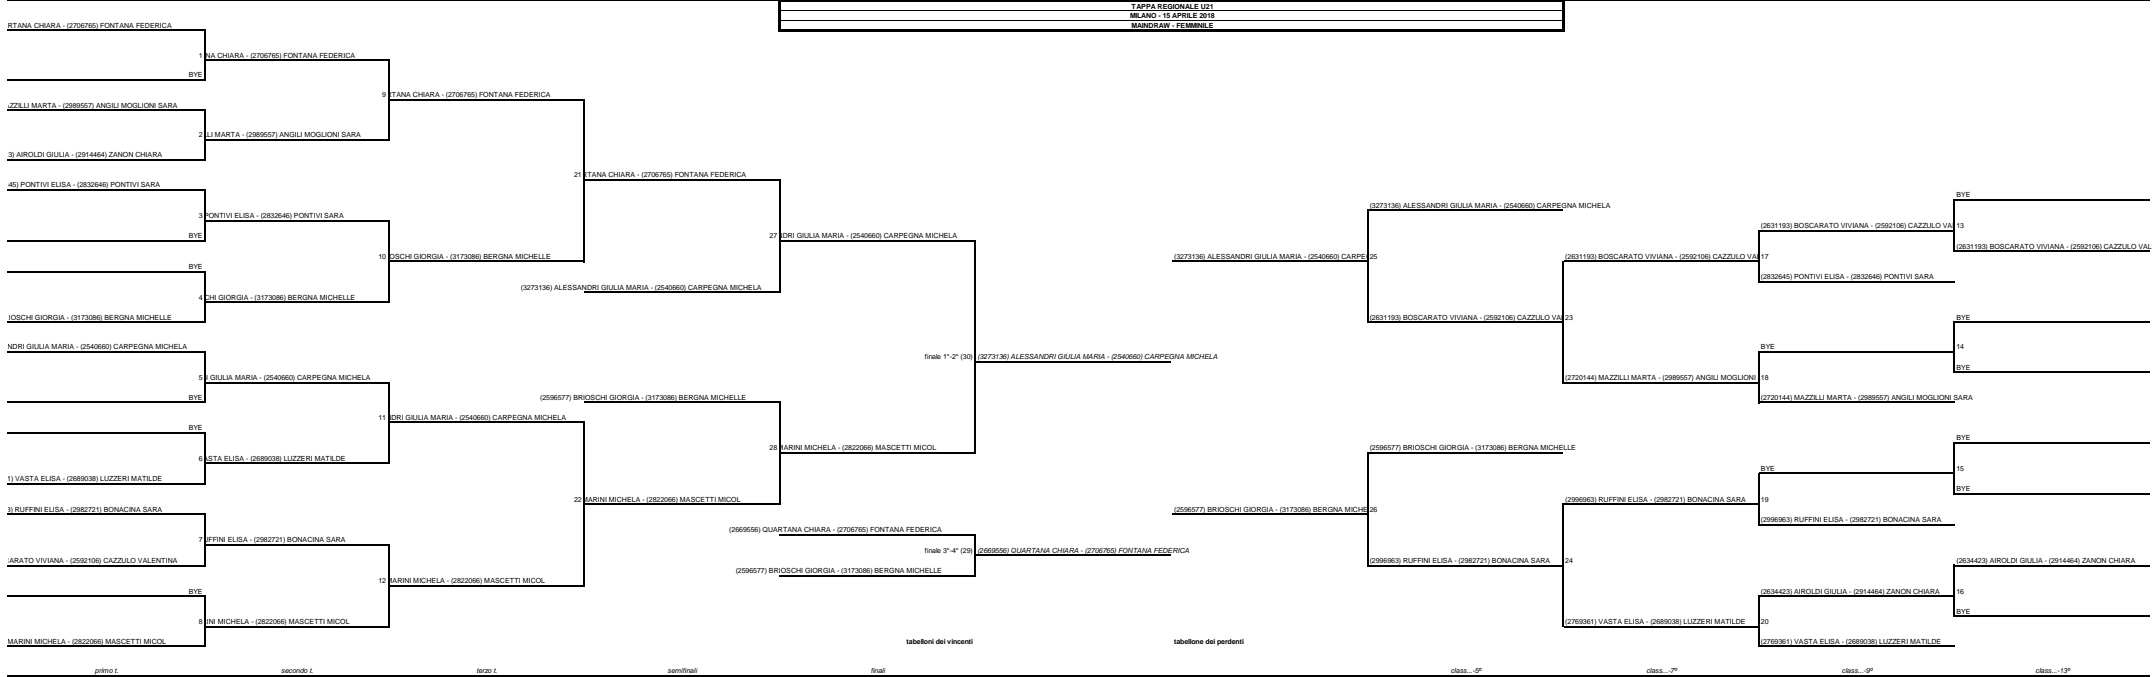 TAPPA REGIONALE U21
MILANO - 15 APRILE 2018
MAINDRAW - FEMMINILE
RTANA CHIARA - (2706765) FONTANA FEDERICA
1 NA CHIARA - (2706765) FONTANA FEDERICA
BYE
9 RTANA CHIARA - (2706765) FONTANA FEDERICA
ZZILLI MARTA - (2989557) ANGILI MOGLIONI SARA
2 LI MARTA - (2989557) ANGILI MOGLIONI SARA
3) AIROLDI GIULIA - (2914464) ZANON CHIARA
21 RTANA CHIARA - (2706765) FONTANA FEDERICA
45) PONTIVI ELISA - (2832646) PONTIVI SARA
3 PONTIVI ELISA - (2832646) PONTIVI SARA
BYE
10 OSCHI GIORGIA - (3173086) BERGNA MICHELLE
BYE
4 CHI GIORGIA - (3173086) BERGNA MICHELLE
IOSCHI GIORGIA - (3173086) BERGNA MICHELLE
27 NDRI GIULIA MARIA - (2540660) CARPEGNA MICHELA
(3273136) ALESSANDRI GIULIA MARIA - (2540660) CARPEGNA MICHELA
NDRI GIULIA MARIA - (2540660) CARPEGNA MICHELA
5 I GIULIA MARIA - (2540660) CARPEGNA MICHELA
BYE
11 NDRI GIULIA MARIA - (2540660) CARPEGNA MICHELA
BYE
6 ASTA ELISA - (2689038) LUZZERI MATILDE
1) VASTA ELISA - (2689038) LUZZERI MATILDE
finale 1°-2° (30) (3273136) ALESSANDRI GIULIA MARIA - (2540660) CARPEGNA MICHELA
(2596577) BRIOSCHI GIORGIA - (3173086) BERGNA MICHELLE
28 MARINI MICHELA - (2822066) MASCETTI MICOL
22 MARINI MICHELA - (2822066) MASCETTI MICOL
3) RUFFINI ELISA - (2982721) BONACINA SARA
7 UFFINI ELISA - (2982721) BONACINA SARA
CARATO VIVIANA - (2592106) CAZZULO VALENTINA
12 MARINI MICHELA - (2822066) MASCETTI MICOL
BYE
8 INI MICHELA - (2822066) MASCETTI MICOL
MARINI MICHELA - (2822066) MASCETTI MICOL
(2669556) QUARTANA CHIARA - (2706765) FONTANA FEDERICA
finale 3°-4° (29) (2669556) QUARTANA CHIARA - (2706765) FONTANA FEDERICA
(2596577) BRIOSCHI GIORGIA - (3173086) BERGNA MICHELLE
(3273136) ALESSANDRI GIULIA MARIA - (2540660) CARPEGNA MICHELA
(3273136) ALESSANDRI GIULIA MARIA - (2540660) CARPE 25
(2631193) BOSCARATO VIVIANA - (2592106) CAZZULO VA 23
(2631193) BOSCARATO VIVIANA - (2592106) CAZZULO VA 17
(2720144) MAZZILLI MARTA - (2989557) ANGILI MOGLIONI 18
BYE
(2631193) BOSCARATO VIVIANA - (2592106) CAZZULO VA 13
(2631193) BOSCARATO VIVIANA - (2592106) CAZZULO VAL
(2832645) PONTIVI ELISA - (2832646) PONTIVI SARA
BYE
BYE 14
BYE
(2720144) MAZZILLI MARTA - (2989557) ANGILI MOGLIONI SARA
(2596577) BRIOSCHI GIORGIA - (3173086) BERGNA MICHELLE
(2596577) BRIOSCHI GIORGIA - (3173086) BERGNA MICHE 26
(2996963) RUFFINI ELISA - (2982721) BONACINA SARA 24
(2996963) RUFFINI ELISA - (2982721) BONACINA SARA 19
(2769361) VASTA ELISA - (2689038) LUZZERI MATILDE 20
BYE
BYE 15
BYE
(2996963) RUFFINI ELISA - (2982721) BONACINA SARA
(2634423) AIROLDI GIULIA - (2914464) ZANON CHIARA
(2634423) AIROLDI GIULIA - (2914464) ZANON CHIARA 16
BYE
(2769361) VASTA ELISA - (2689038) LUZZERI MATILDE
tabelloni dei vincenti
tabellone dei perdenti
primo t.
secondo t.
terzo t.
semifinali
finali
class...-5°
class...-7°
class...-9°
class...-13°